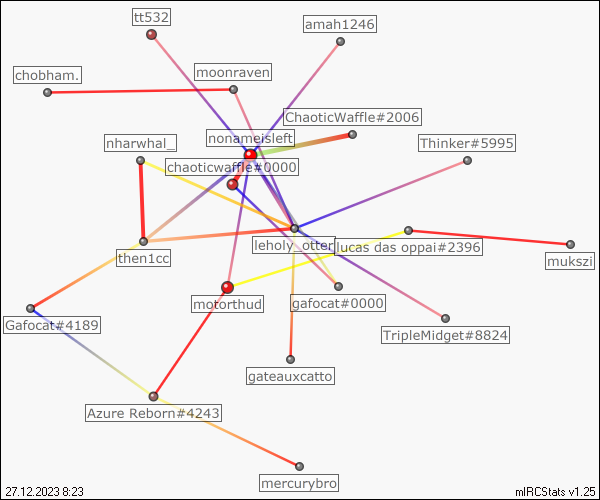 tt532
amah1246
chobham.
moonraven
ChaoticWaffle#2006
nharwhal_
nonameisleft
Thinker#5995
chaoticwaffle#0000
leholy_otter
lucas das oppai#2396
then1cc
mukszi
motorthud
gafocat#0000
Gafocat#4189
TripleMidget#8824
gateauxcatto
Azure Reborn#4243
mercurybro
27.12.2023 8:23
mIRCStats v1.25